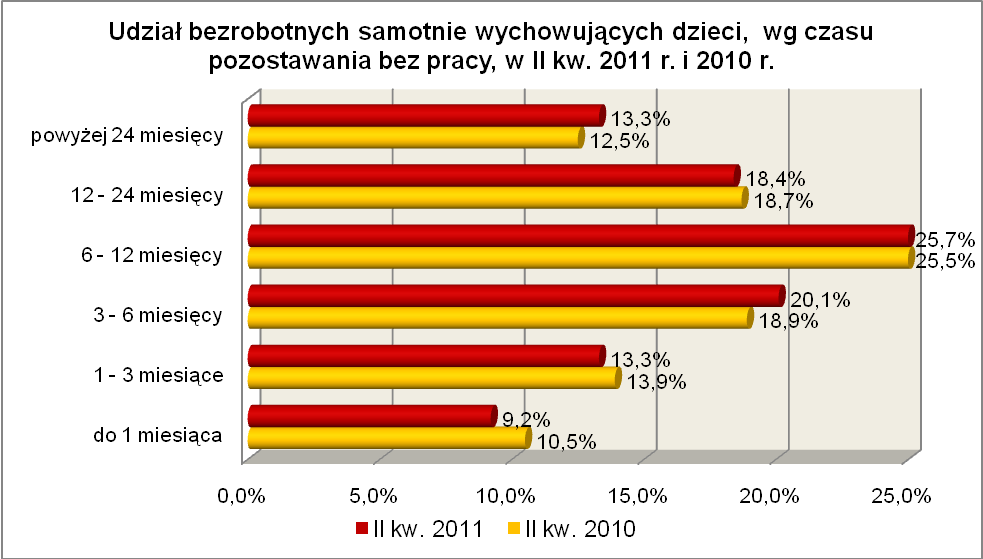 Udział bezrobotnych samotnie wychowujących dzieci, wg czasu
pozostawania bez pracy, w II kw. 2011 r. i 2010 r.
powyżej 24 miesięcy
13,3%
12,5%
12 - 24 miesięcy
18,4%
18,7%
6 - 12 miesięcy
25,7%
25,5%
3 - 6 miesięcy
20,1%
18,9%
1 - 3 miesiące
13,3%
13,9%
do 1 miesiąca
9,2%
10,5%
0,0% 5,0% 10,0% 15,0% 20,0% 25,0%
II kw. 2011 II kw. 2010